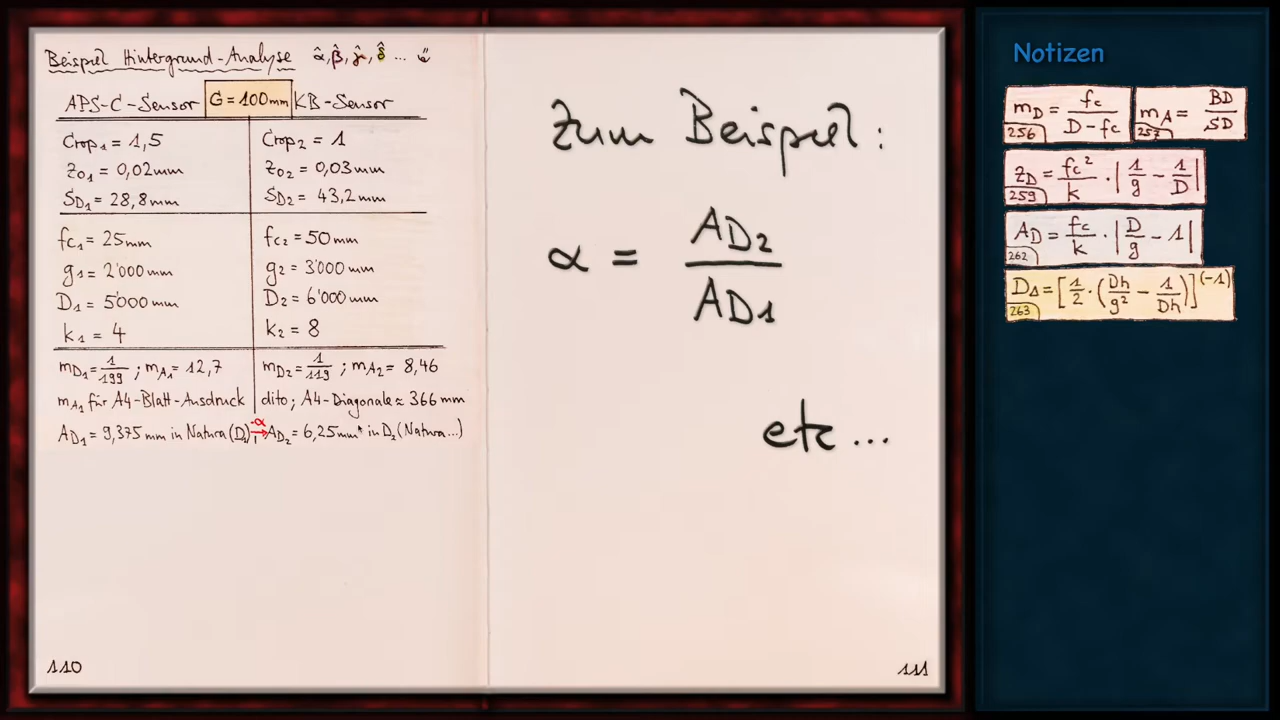 Beispiel Hintergrund-Analyse α̂, β̂, γ̂, δ̂ ...
APS-C-Sensor G = 100mm KB-Sensor
Crop₁ = 1,5 Crop₂ = 1
Z₀₁ = 0,02mm Z₀₂ = 0,03mm
SD₁ = 28,8mm SD₂ = 43,2mm
fc₁ = 25mm fc₂ = 50mm
g₁ = 2'000mm g₂ = 3'000mm
D₁ = 5'000mm D₂ = 6'000mm
k₁ = 4 k₂ = 8
mD₁ = 1/199 ; mA₁ = 12,7 mD₂ = 1/119 ; mA₂ = 8,46
mA₁ für A4-Blatt-Ausdruck dito; A4-Diagonale ≈ 366mm
AD₁ = 9,375mm in Natura (D₁) ·α → AD₂ = 6,25mm* in D₂ (Natura...)
110
Zum Beispiel:
α = AD₂ / AD₁
etc ...
111
Notizen
mD = fc / (D - fc) 256 mA = BD / SD 257
ZD = fc²/k · |1/g - 1/D| 259
AD = fc/k · |D/g - 1| 262
D_Δ = [1/2 · (Dh/g² - 1/Dh)]^(-1) 263